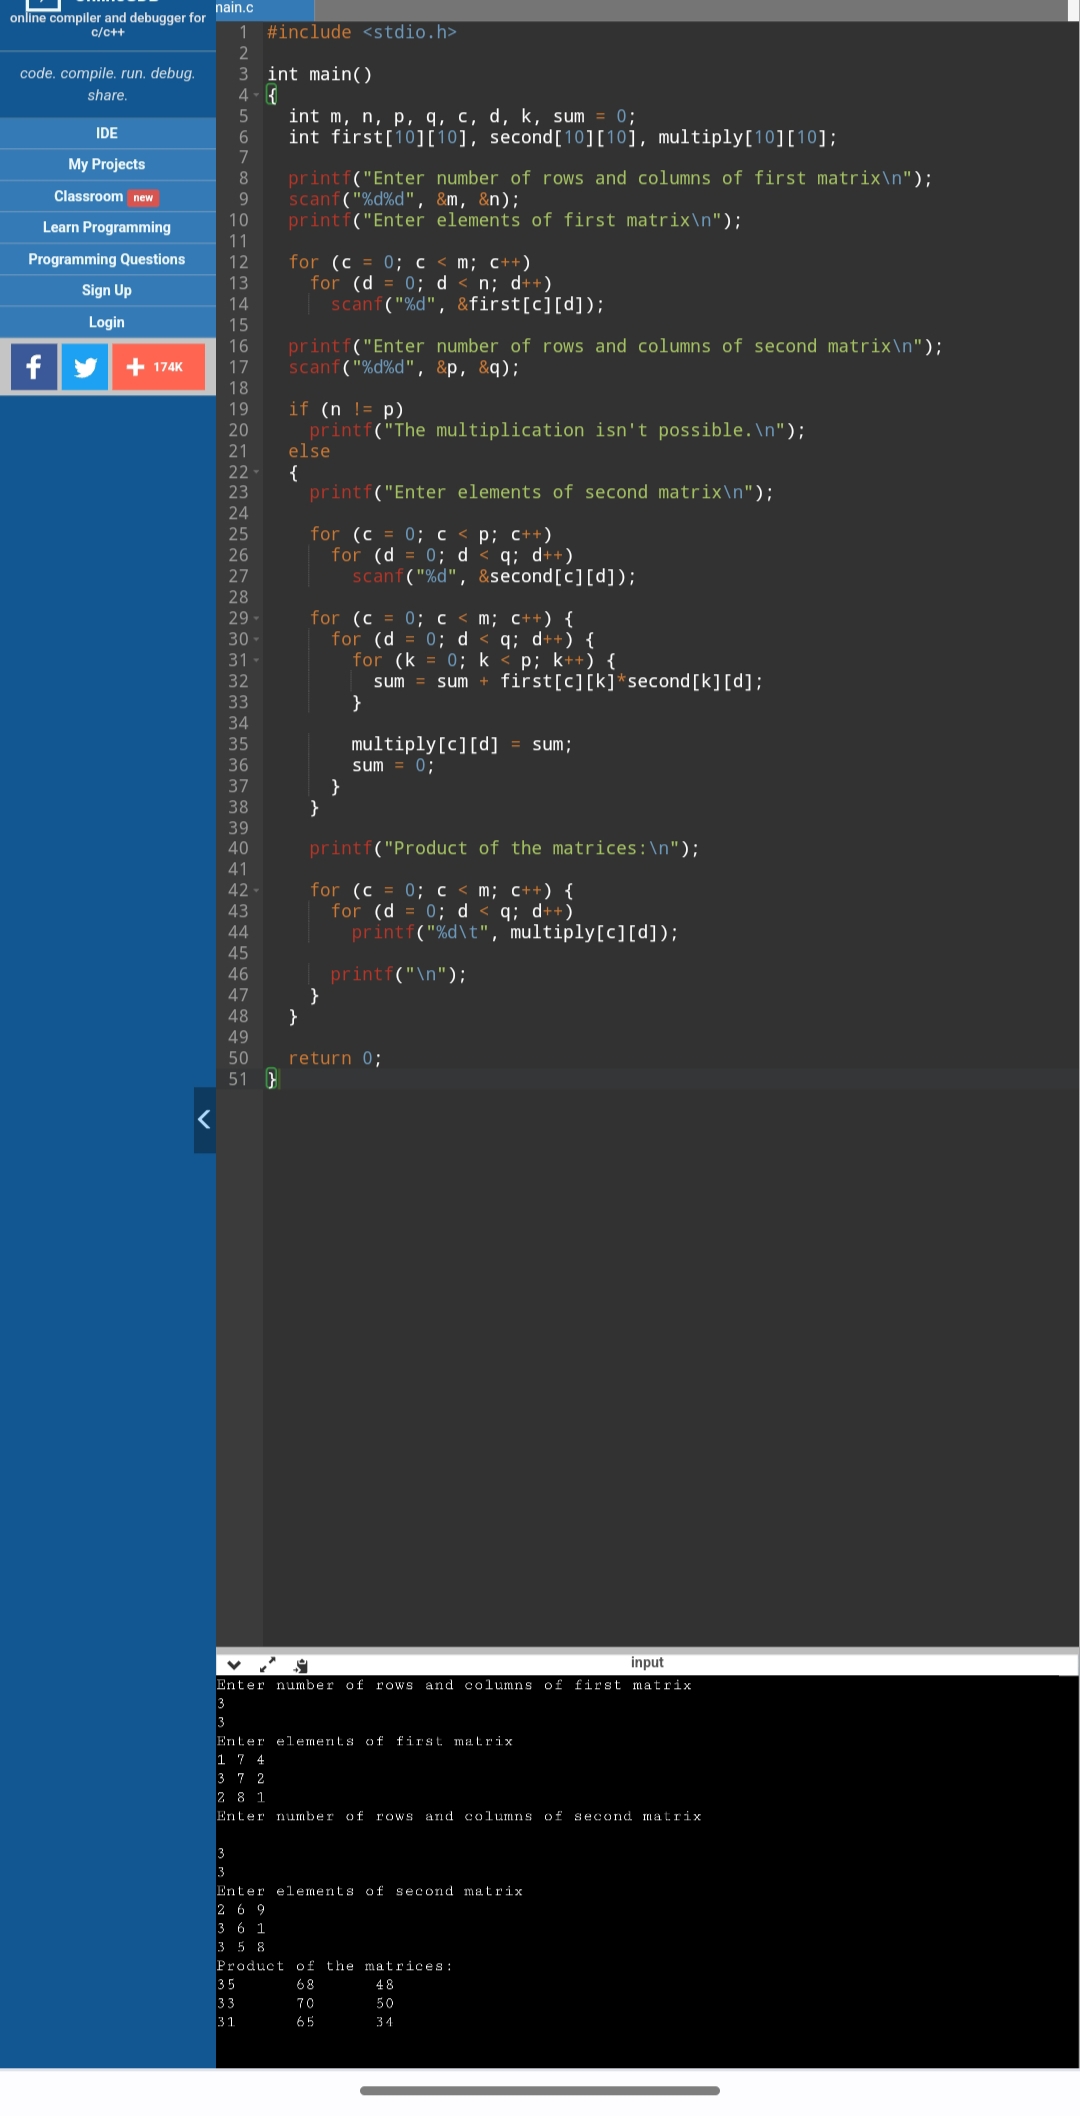 online compiler and debugger for
c/c++
code. compile. run. debug.
share.
IDE
My Projects
Classroom new
Learn Programming
Programming Questions
Sign Up
Login
f
+ 174K
main.c
1 #include <stdio.h>
2
3 int main()
4 {
5 int m, n, p, q, c, d, k, sum = 0;
6 int first[10][10], second[10][10], multiply[10][10];
7
8 printf("Enter number of rows and columns of first matrix\n");
9 scanf("%d%d", &m, &n);
10 printf("Enter elements of first matrix\n");
11
12 for (c = 0; c < m; c++)
13 for (d = 0; d < n; d++)
14 scanf("%d", &first[c][d]);
15
16 printf("Enter number of rows and columns of second matrix\n");
17 scanf("%d%d", &p, &q);
18
19 if (n != p)
20 printf("The multiplication isn't possible.\n");
21 else
22 {
23 printf("Enter elements of second matrix\n");
24
25 for (c = 0; c < p; c++)
26 for (d = 0; d < q; d++)
27 scanf("%d", &second[c][d]);
28
29 for (c = 0; c < m; c++) {
30 for (d = 0; d < q; d++) {
31 for (k = 0; k < p; k++) {
32 sum = sum + first[c][k]*second[k][d];
33 }
34
35 multiply[c][d] = sum;
36 sum = 0;
37 }
38 }
39
40 printf("Product of the matrices:\n");
41
42 for (c = 0; c < m; c++) {
43 for (d = 0; d < q; d++)
44 printf("%d\t", multiply[c][d]);
45
46 printf("\n");
47 }
48 }
49
50 return 0;
51 }
input
Enter number of rows and columns of first matrix
3
3
Enter elements of first matrix
1 7 4
3 7 2
2 8 1
Enter number of rows and columns of second matrix
3
3
Enter elements of second matrix
2 6 9
3 6 1
3 5 8
Product of the matrices:
35 68 48
33 70 50
31 65 34